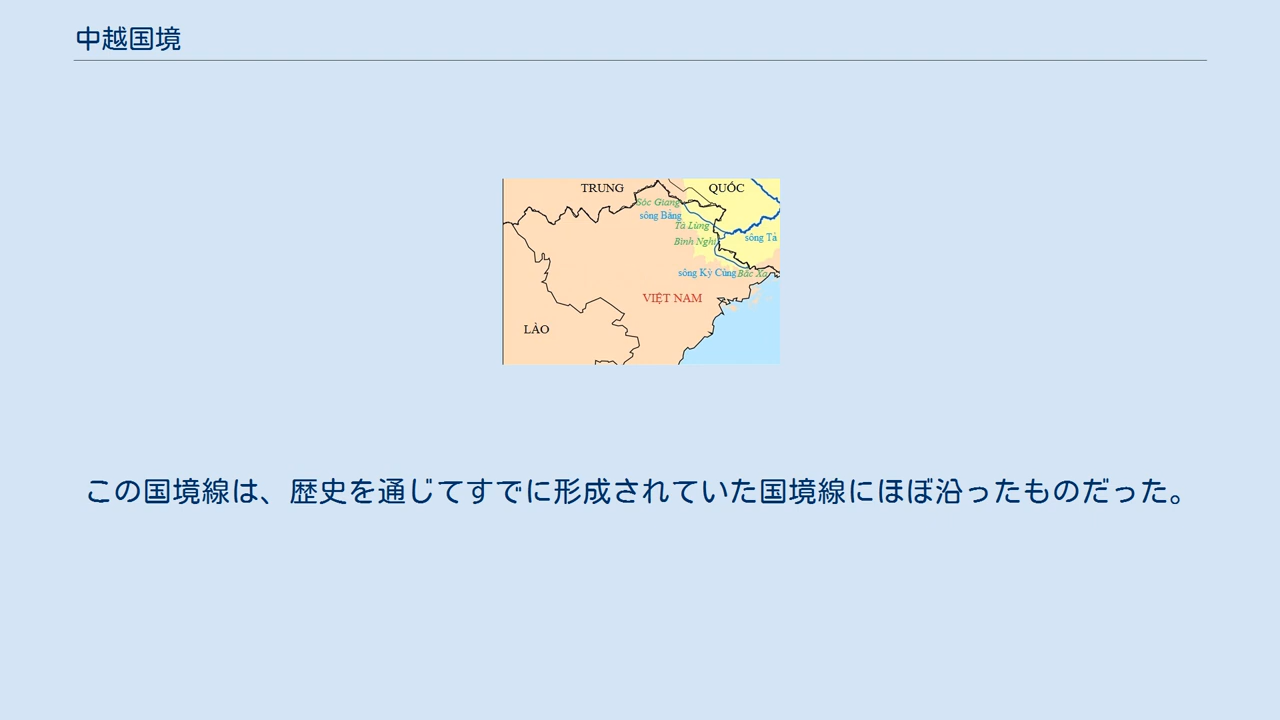 中越国境
TRUNG QUỐC
Sóc Giang
sông Bằng
Tà Lùng
Bình Nghi
sông Tả
sông Kỳ Cùng Bắc Xa
VIỆT NAM
LÀO
この国境線は、歴史を通じてすでに形成されていた国境線にほぼ沿ったものだった。